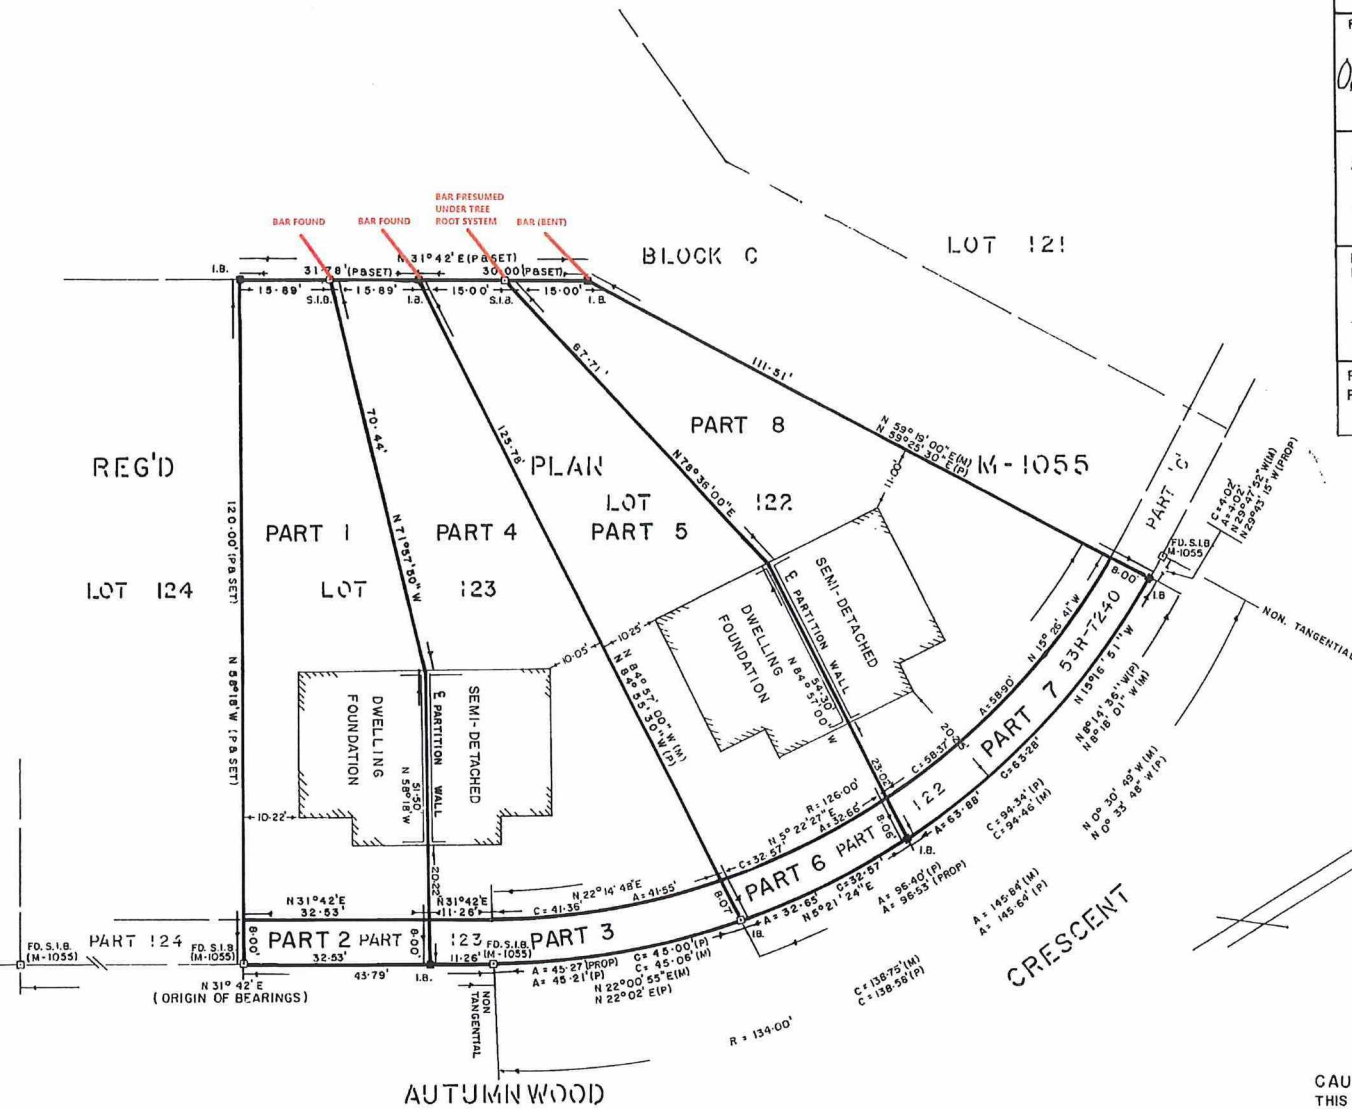 BAR FOUND
BAR FOUND
BAR PRESUMED
UNDER TREE
ROOT SYSTEM
BAR (BENT)
BLOCK C
LOT 121
I.B.
N 31° 42' E (P&SET)
31.78' (P&SET)
30.00 (P&SET)
15.89'
S.I.B.
15.89'
I.B.
15.00'
S.I.B.
15.00'
I.B.
67.71'
111.51'
70.44'
125.78'
PART 8
N 59° 19' 00" E (M)
N 59° 25' 30" E (P)
11.00'
M-1055
REG'D
PLAN
LOT 122
N 78° 36' 00" E
PART 1
PART 4
PART 5
LOT 124
LOT 123
120.00' (P&SET)
N 58° 18' W (P&SET)
N 71° 57' 50" W
PART 'C'
C=4.02'
A=4.02'
N 29° 47' 52" W (M)
N 29° 43' 15" W (PROP)
FD. S.I.B.
M-1055
8.00'
I.B
NON. TANGENTIAL
SEMI-DETACHED
℄ PARTITION WALL
DWELLING
FOUNDATION
54.30'
N 84° 57' 00" W
10.05'
10.25'
N 84° 57' 00" W (M)
N 84° 55' 30" W (P)
SEMI-DETACHED
℄ PARTITION WALL
DWELLING
FOUNDATION
51.50'
N 58° 18' W
10.22'
20.22'
20.25'
23.02'
N 15° 26' 41" W
A=58.90'
C=58.37'
PART 7 53R-7240
N 15° 16' 51" W
C=63.28'
A=63.88'
N 8° 14' 36" W (P)
N 8° 18' 01" W (M)
N 0° 30' 49" W (M)
N 0° 33' 48" W (P)
C=94.34' (P)
C=94.46' (M)
R=126.00'
N 5° 22' 27" E
A=32.66'
C=32.57'
PART 122
8.06'
I.B.
PART 6
C=32.57'
A=32.65'
N 5° 21' 24" E
A=96.40' (P)
A=96.53' (PROP)
A=145.84' (M)
A=145.64' (P)
N 22° 14' 48" E
C=41.36'
A=41.55'
8.07'
I.B.
N 31° 42' E
32.53'
N 31° 42' E
11.26'
PART 124
FD. S.I.B.
(M-1055)
FD. S.I.B.
(M-1055)
8.00'
PART 2
PART 123
8.00'
FD. S.I.B.
(M-1055)
PART 3
32.53'
11.26'
43.79'
I.B.
N 31° 42' E
(ORIGIN OF BEARINGS)
A=45.27 (PROP)
A=45.21' (P)
C=45.00' (P)
C=45.06' (M)
N 22° 00' 55" E (M)
N 22° 02' E (P)
NON
TANGENTIAL
C=138.75' (M)
C=138.58' (P)
R=134.00'
CRESCENT
AUTUMNWOOD
CAU
THIS